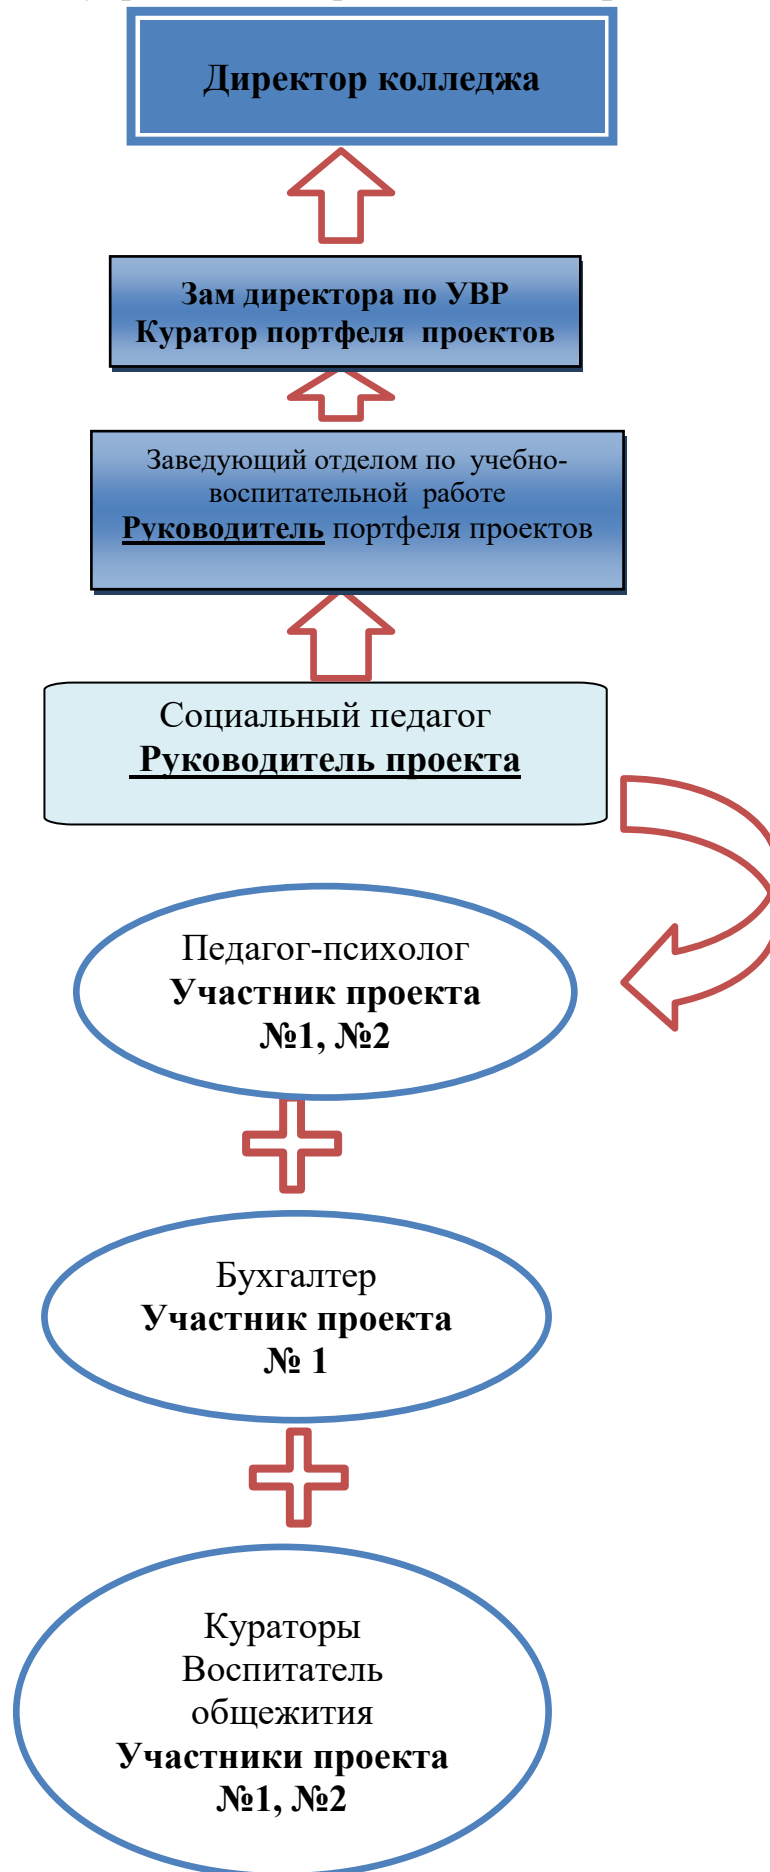 Директор колледжа
Зам директора по УВР
Куратор портфеля проектов
Заведующий отделом по учебно-
воспитательной работе
Руководитель портфеля проектов
Социальный педагог
Руководитель проекта
Педагог-психолог
Участник проекта
№1, №2
Бухгалтер
Участник проекта
№ 1
Кураторы
Воспитатель
общежития
Участники проекта
№1, №2